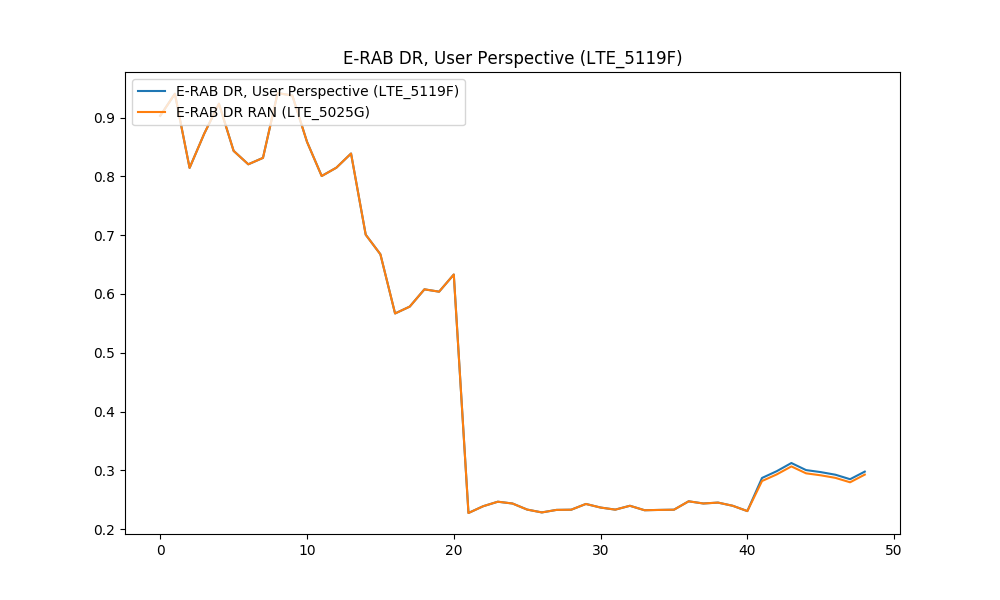 E-RAB DR, User Perspective (LTE_5119F)
E-RAB DR, User Perspective (LTE_5119F)
E-RAB DR RAN (LTE_5025G)
0.9
0.8
0.7
0.6
0.5
0.4
0.3
0.2
0 10 20 30 40 50